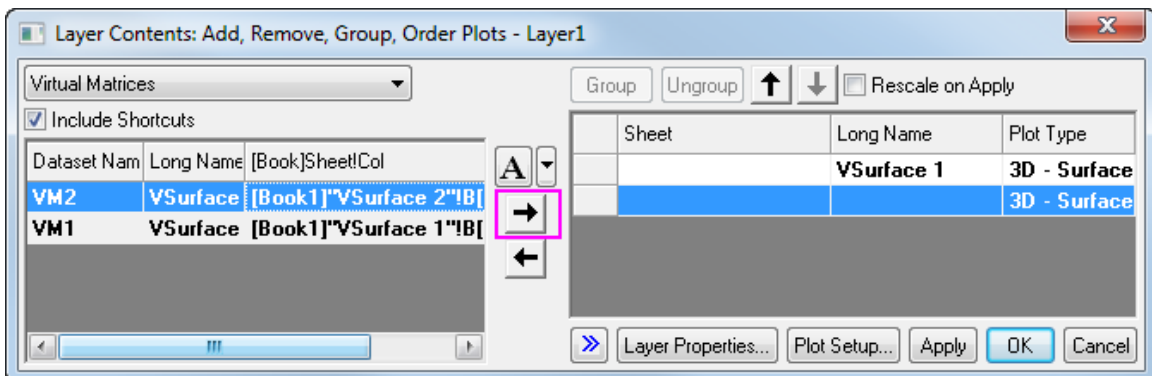 Layer Contents: Add, Remove, Group, Order Plots - Layer1
Virtual Matrices
Group Ungroup Rescale on Apply
Include Shortcuts
Sheet Long Name Plot Type
Dataset Nam Long Name [Book]Sheet!Col
A
VSurface 1 3D - Surface
VM2 VSurface [Book1]"VSurface 2"!B[
3D - Surface
VM1 VSurface [Book1]"VSurface 1"!B[
Layer Properties... Plot Setup... Apply OK Cancel